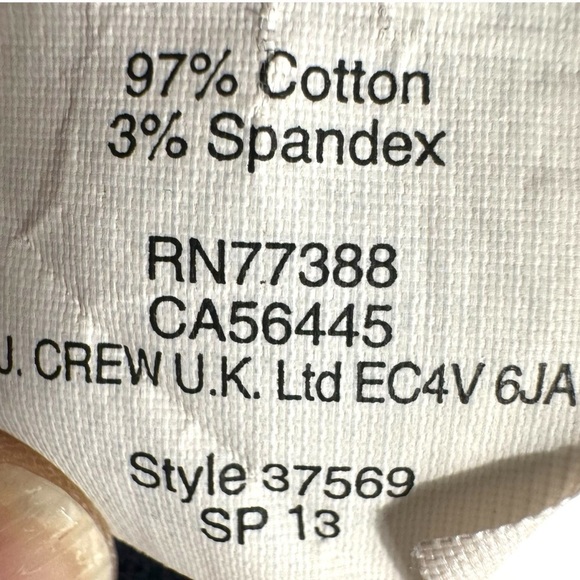 97% Cotton
3% Spandex
RN77388
CA56445
J. CREW U.K. Ltd EC4V 6JA
Style 37569
SP 13